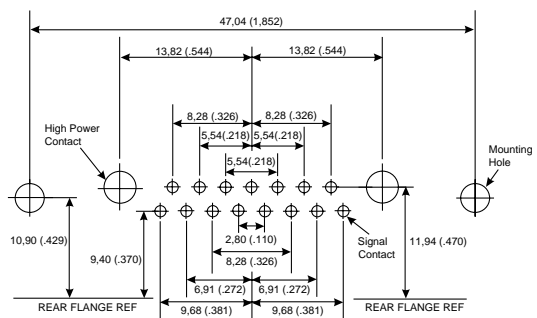 47,04 (1,852)
13,82 (.544)
13,82 (.544)
8,28 (.326)
8,28 (.326)
High Power
Contact
5,54(.218)
5,54(.218)
Mounting
Hole
5,54(.218)
10,90 (.429)
9,40 (.370)
2,80 (.110)
Signal
Contact
11,94 (.470)
8,28 (.326)
6,91 (.272)
6,91 (.272)
REAR FLANGE REF
REAR FLANGE REF
9,68 (.381)
9,68 (.381)